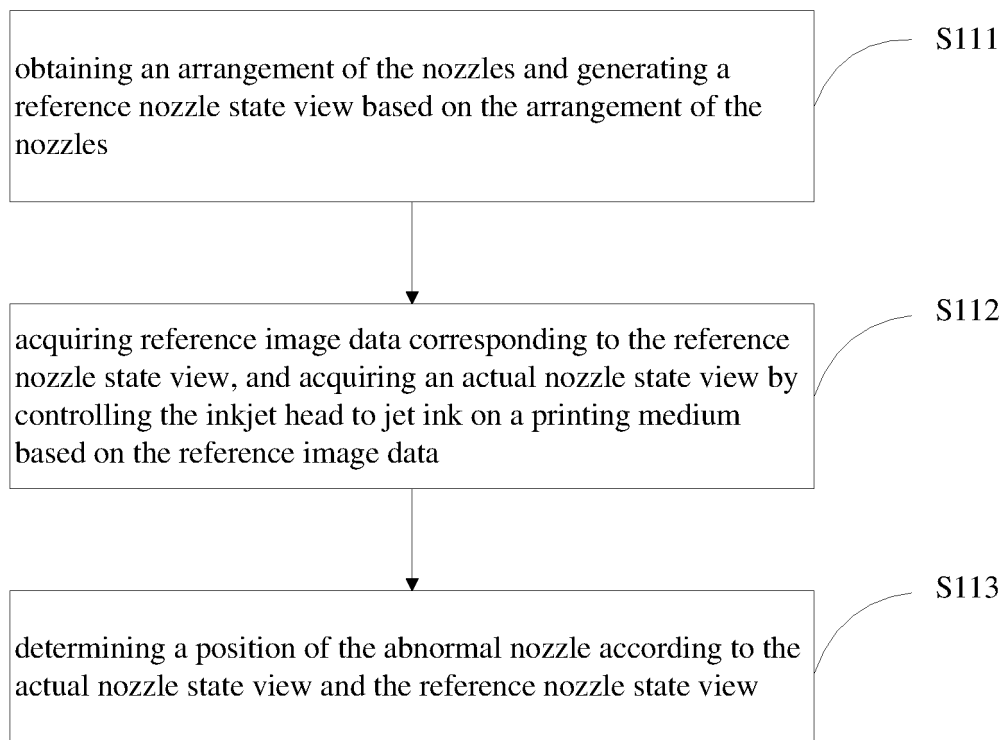 S111
obtaining an arrangement of the nozzles and generating a
reference nozzle state view based on the arrangement of the
nozzles
S112
acquiring reference image data corresponding to the reference
nozzle state view, and acquiring an actual nozzle state view by
controlling the inkjet head to jet ink on a printing medium
based on the reference image data
S113
determining a position of the abnormal nozzle according to the
actual nozzle state view and the reference nozzle state view